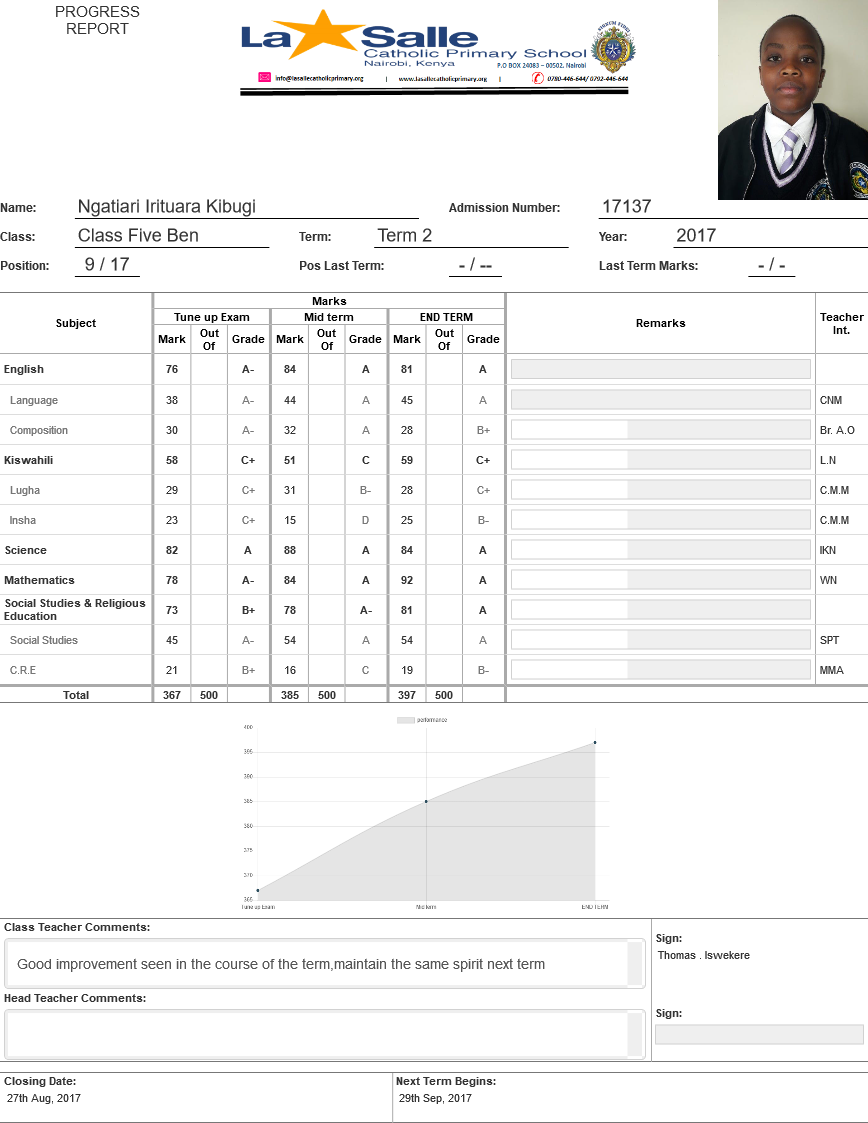 PROGRESS
REPORT
La Salle
Catholic Primary School
Nairobi, Kenya
P.O BOX 24083 – 00502, Nairobi
info@lasallecatholicprimary.org | www.lasallecatholicprimary.org | 0780-446-644/ 0792-446-644
Name: Ngatiari Irituara Kibugi Admission Number: 17137
Class: Class Five Ben Term: Term 2 Year: 2017
Position: 9 / 17 Pos Last Term: - / -- Last Term Marks: - / -
Subject Marks Remarks Teacher Int.
Tune up Exam Mid term END TERM
Mark Out Of Grade Mark Out Of Grade Mark Out Of Grade
English 76 A- 84 A 81 A
Language 38 A- 44 A 45 A CNM
Composition 30 A- 32 A 28 B+ Br. A.O
Kiswahili 58 C+ 51 C 59 C+ L.N
Lugha 29 C+ 31 B- 28 C+ C.M.M
Insha 23 C+ 15 D 25 B- C.M.M
Science 82 A 88 A 84 A IKN
Mathematics 78 A- 84 A 92 A WN
Social Studies & Religious
Education 73 B+ 78 A- 81 A
Social Studies 45 A- 54 A 54 A SPT
C.R.E 21 B+ 16 C 19 B- MMA
Total 367 500 385 500 397 500
performance
400
395
390
385
380
375
370
365
Tune up Exam Mid term END TERM
Class Teacher Comments:
Good improvement seen in the course of the term,maintain the same spirit next term
Sign:
Thomas . Iswekere
Head Teacher Comments:
Sign:
Closing Date: Next Term Begins:
27th Aug, 2017 29th Sep, 2017